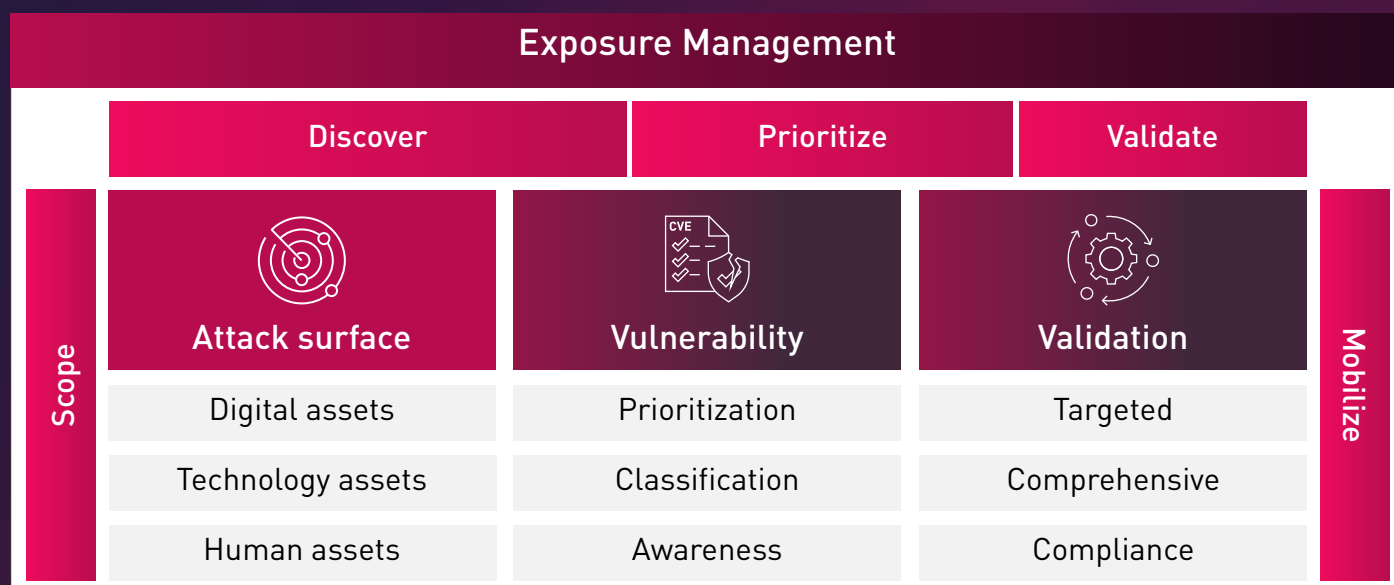 Exposure Management
Discover
Prioritize
Validate
Scope
CVE
Attack surface
Vulnerability
Validation
Mobilize
Digital assets
Prioritization
Targeted
Technology assets
Classification
Comprehensive
Human assets
Awareness
Compliance